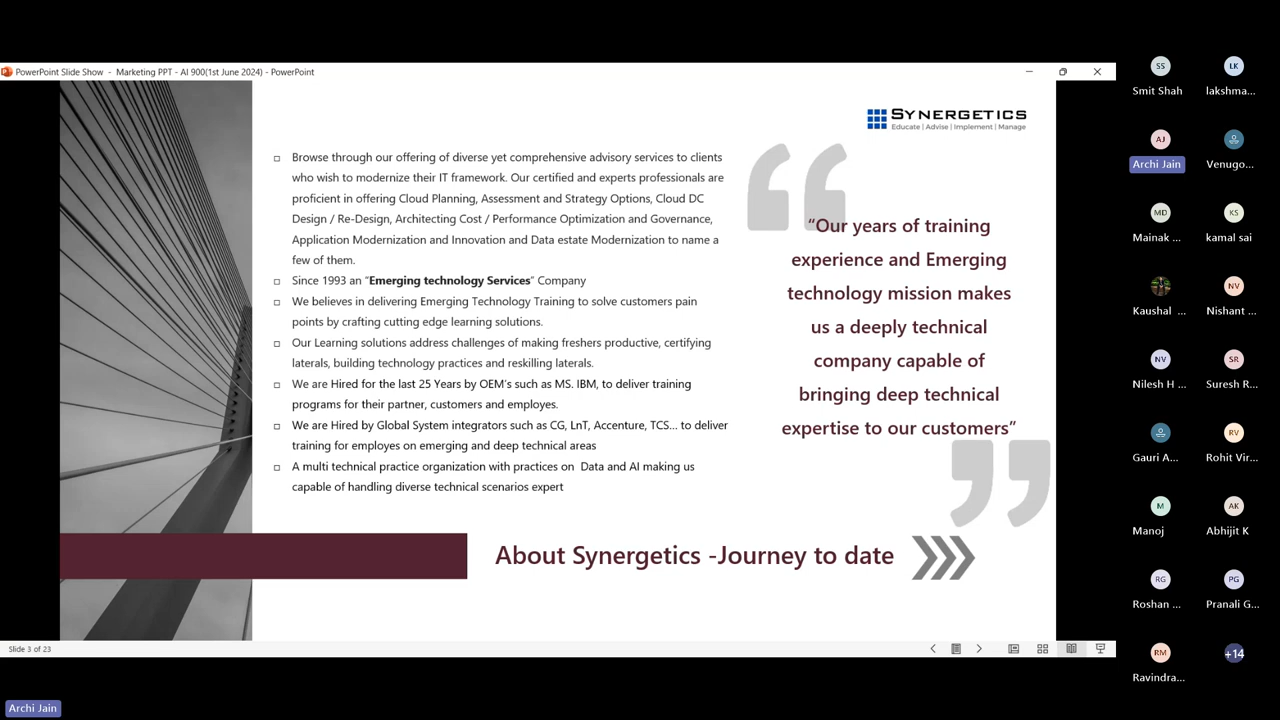 PowerPoint Slide Show - Marketing PPT - AI 900(1st June 2024) - PowerPoint
SYNERGETICS
Educate | Advise | Implement | Manage
Browse through our offering of diverse yet comprehensive advisory services to clients
who wish to modernize their IT framework. Our certified and experts professionals are
proficient in offering Cloud Planning, Assessment and Strategy Options, Cloud DC
Design / Re-Design, Architecting Cost / Performance Optimization and Governance,
Application Modernization and Innovation and Data estate Modernization to name a
few of them.
Since 1993 an “Emerging technology Services” Company
We believes in delivering Emerging Technology Training to solve customers pain
points by crafting cutting edge learning solutions.
Our Learning solutions address challenges of making freshers productive, certifying
laterals, building technology practices and reskilling laterals.
We are Hired for the last 25 Years by OEM’s such as MS. IBM, to deliver training
programs for their partner, customers and employes.
We are Hired by Global System integrators such as CG, LnT, Accenture, TCS... to deliver
training for employes on emerging and deep technical areas
A multi technical practice organization with practices on Data and AI making us
capable of handling diverse technical scenarios expert
“Our years of training
experience and Emerging
technology mission makes
us a deeply technical
company capable of
bringing deep technical
expertise to our customers”
About Synergetics -Journey to date
Slide 3 of 23
SS
LK
Smit Shah
lakshma...
AJ
Archi Jain
Venugo...
MD
KS
Mainak ...
kamal sai
NV
Kaushal ...
Nishant ...
NV
SR
Nilesh H ...
Suresh R...
RV
Gauri A...
Rohit Vir...
M
AK
Manoj
Abhijit K
RG
PG
Roshan ...
Pranali G...
RM
+14
Ravindra...
Archi Jain